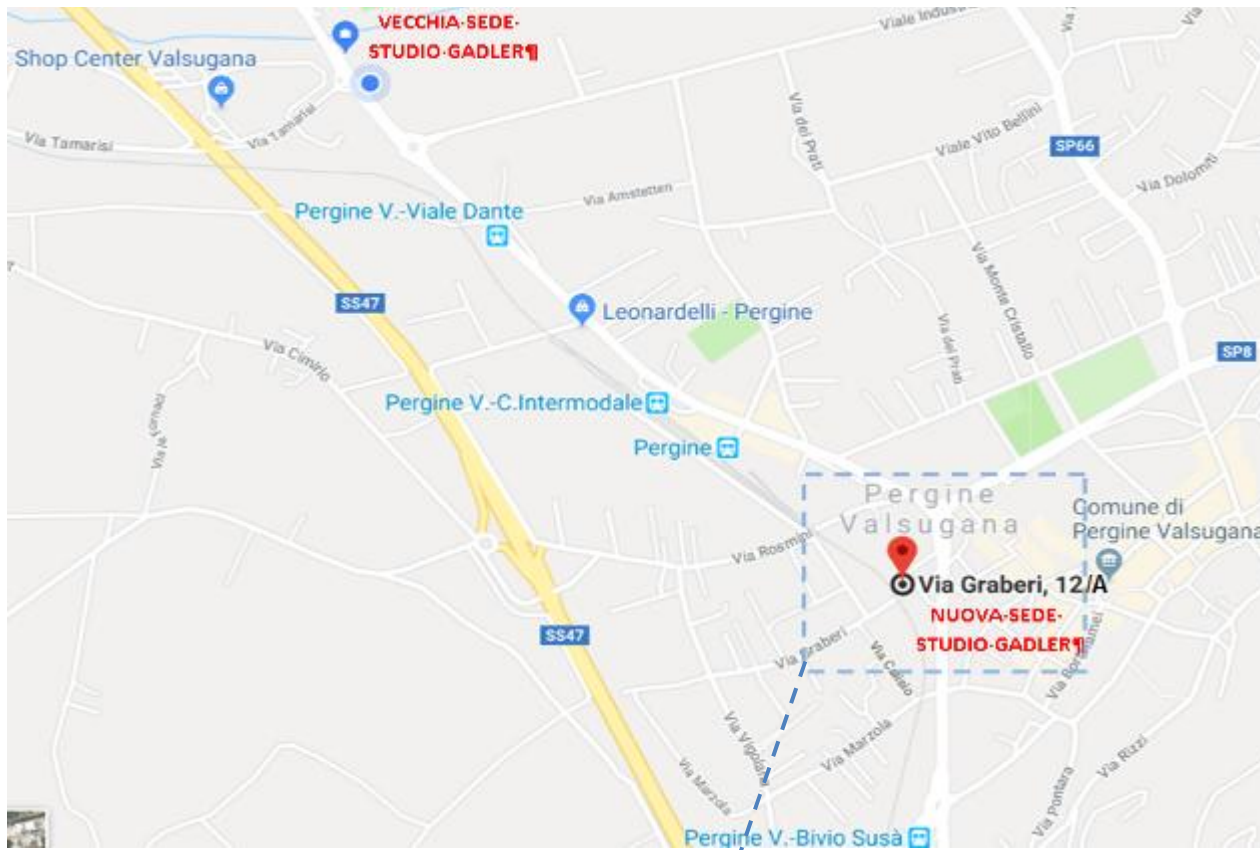 VECCHIA·SEDE·
STUDIO·GADLER¶
Viale Indus
Shop Center Valsugana
Via Tamarisi
Via Tamarisi
Via dei Prati
Viale Vito Bellini
SP66
Via Dolomiti
Via Amstetten
Pergine V.-Viale Dante
Via Monte Cristallo
SS47
Leonardelli - Pergine
Via Cimirlo
Via dei Prati
SP8
Pergine V.-C.Intermodale
Via le Fornaci
Pergine
Pergine
Valsugana
Comune di
Pergine Valsugana
Via Rosmini
Via Graberi, 12/A
NUOVA·SEDE·
STUDIO·GADLER¶
SS47
Via Graberi
Via Marzola
Via Vigolana
Via Marzola
Via Rizzi
Via Pontara
Pergine V.-Bivio Susà